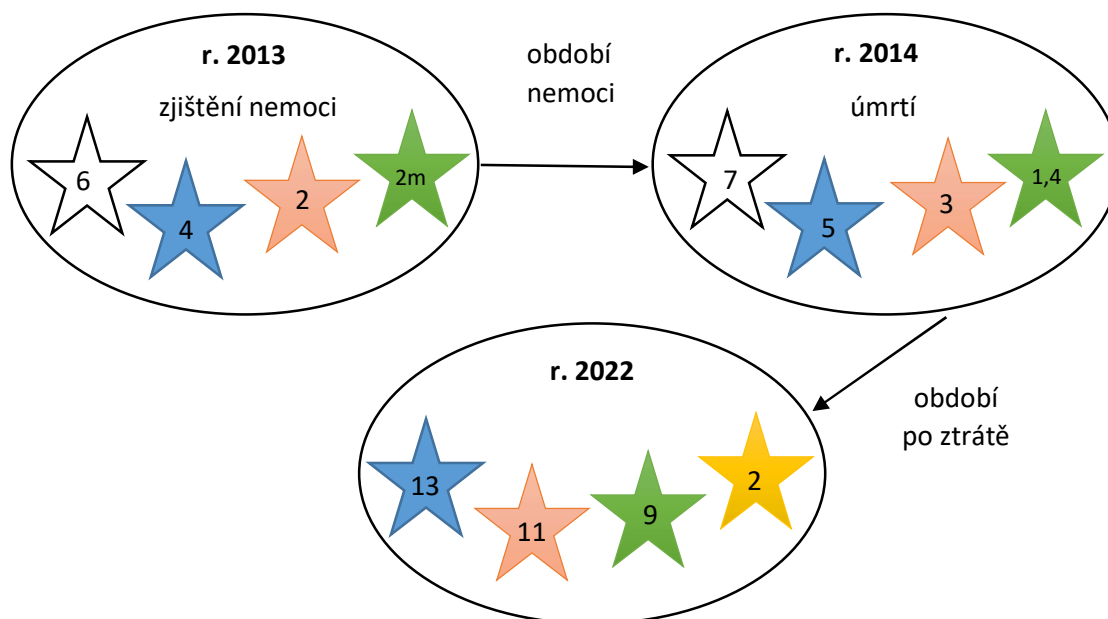 r. 2013
zjištění nemoci
6
4
2
2m
období
nemoci
r. 2014
úmrtí
7
5
3
1,4
období
po ztrátě
r. 2022
13
11
9
2